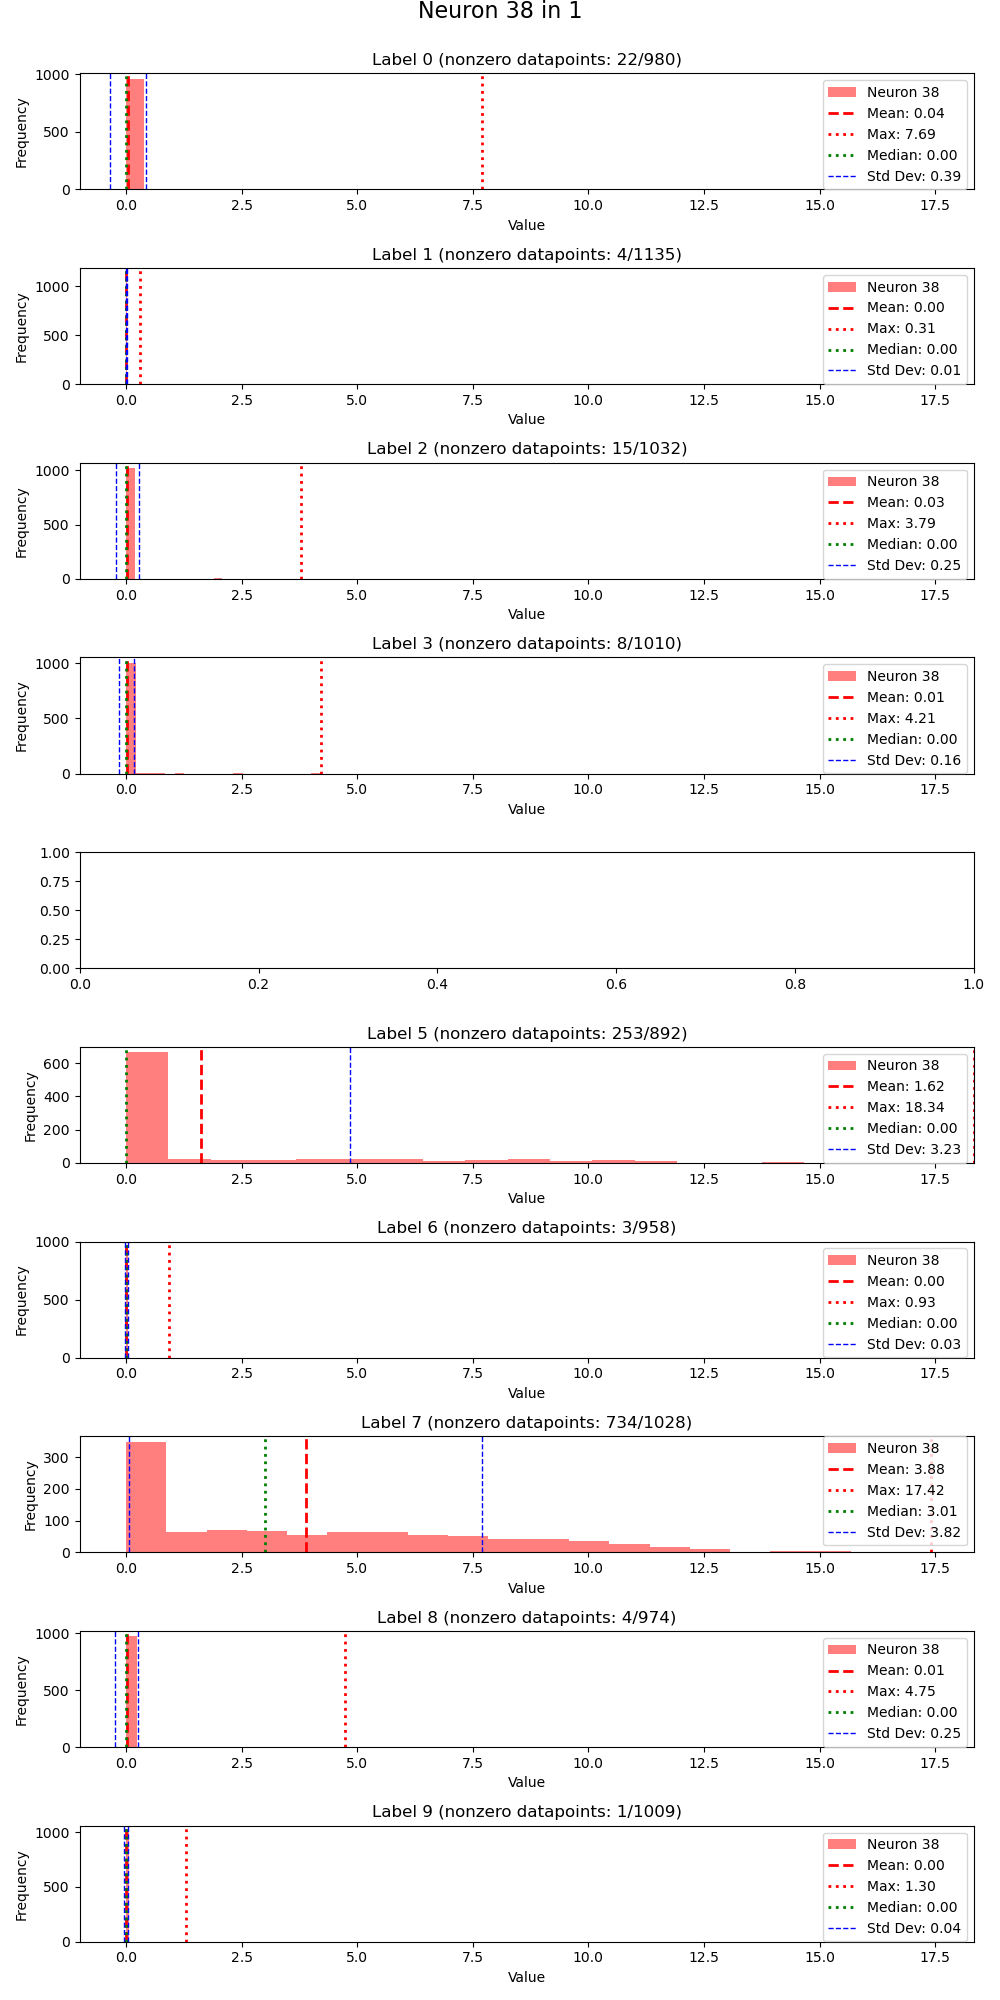 Neuron 38 in 1
Label 0 (nonzero datapoints: 22/980)
Frequency
1000
500
0
Neuron 38
Mean: 0.04
Max: 7.69
Median: 0.00
Std Dev: 0.39
0.0 2.5 5.0 7.5 10.0 12.5 15.0 17.5
Value
Label 1 (nonzero datapoints: 4/1135)
Frequency
1000
500
0
Neuron 38
Mean: 0.00
Max: 0.31
Median: 0.00
Std Dev: 0.01
0.0 2.5 5.0 7.5 10.0 12.5 15.0 17.5
Value
Label 2 (nonzero datapoints: 15/1032)
Frequency
1000
500
0
Neuron 38
Mean: 0.03
Max: 3.79
Median: 0.00
Std Dev: 0.25
0.0 2.5 5.0 7.5 10.0 12.5 15.0 17.5
Value
Label 3 (nonzero datapoints: 8/1010)
Frequency
1000
500
0
Neuron 38
Mean: 0.01
Max: 4.21
Median: 0.00
Std Dev: 0.16
0.0 2.5 5.0 7.5 10.0 12.5 15.0 17.5
Value
1.00
0.75
0.50
0.25
0.00
0.0 0.2 0.4 0.6 0.8 1.0
Label 5 (nonzero datapoints: 253/892)
Frequency
600
400
200
0
Neuron 38
Mean: 1.62
Max: 18.34
Median: 0.00
Std Dev: 3.23
0.0 2.5 5.0 7.5 10.0 12.5 15.0 17.5
Value
Label 6 (nonzero datapoints: 3/958)
Frequency
1000
500
0
Neuron 38
Mean: 0.00
Max: 0.93
Median: 0.00
Std Dev: 0.03
0.0 2.5 5.0 7.5 10.0 12.5 15.0 17.5
Value
Label 7 (nonzero datapoints: 734/1028)
Frequency
300
200
100
0
Neuron 38
Mean: 3.88
Max: 17.42
Median: 3.01
Std Dev: 3.82
0.0 2.5 5.0 7.5 10.0 12.5 15.0 17.5
Value
Label 8 (nonzero datapoints: 4/974)
Frequency
1000
500
0
Neuron 38
Mean: 0.01
Max: 4.75
Median: 0.00
Std Dev: 0.25
0.0 2.5 5.0 7.5 10.0 12.5 15.0 17.5
Value
Label 9 (nonzero datapoints: 1/1009)
Frequency
1000
500
0
Neuron 38
Mean: 0.00
Max: 1.30
Median: 0.00
Std Dev: 0.04
0.0 2.5 5.0 7.5 10.0 12.5 15.0 17.5
Value